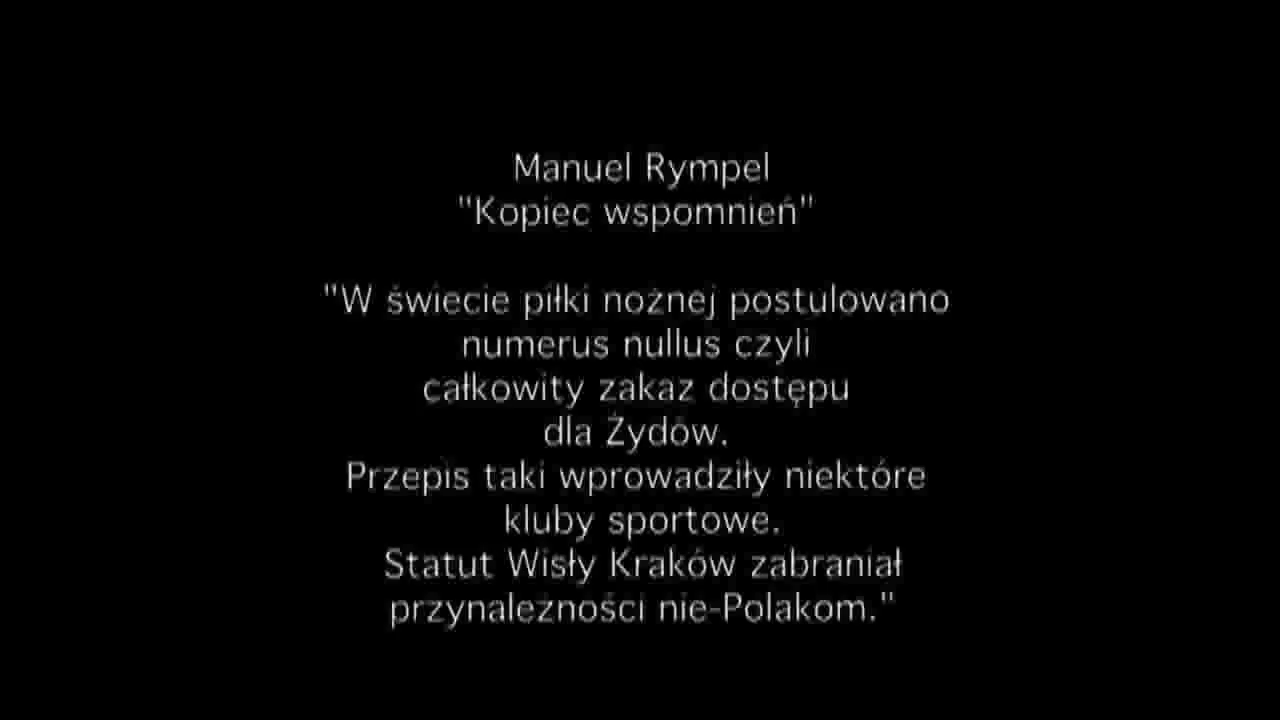 Manuel Rympel
"Kopiec wspomnień"
"W świecie piłki nożnej postulowano
numerus nullus czyli
całkowity zakaz dostępu
dla Żydów.
Przepis taki wprowadziły niektóre
kluby sportowe.
Statut Wisły Kraków zabraniał
przynależności nie-Polakom."